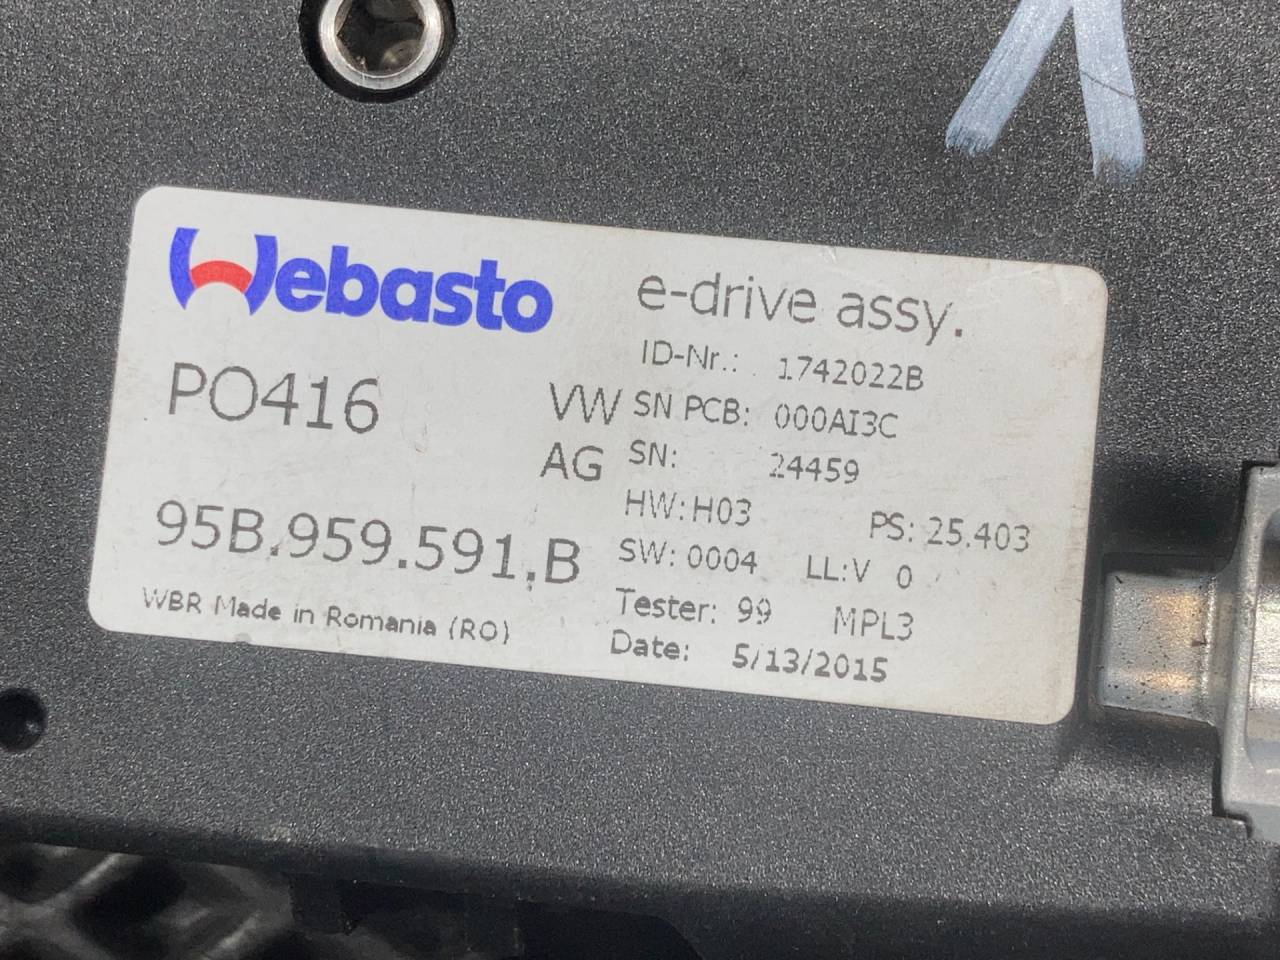 Webasto
e-drive assy.
ID-Nr.: 1742022B
PO416
VW
AG
SN PCB: 000AI3C
SN: 24459
HW: H03
PS: 25.403
95B.959.591.B
SW: 0004
LL:V 0
Tester: 99
MPL3
WBR Made in Romania (RO)
Date: 5/13/2015